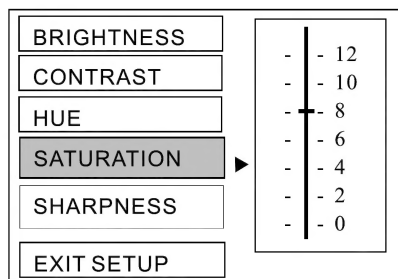 BRIGHTNESS
CONTRAST
HUE
SATURATION
SHARPNESS
EXIT SETUP
- - 12
- - 10
- - 8
- - 6
- - 4
- - 2
- - 0